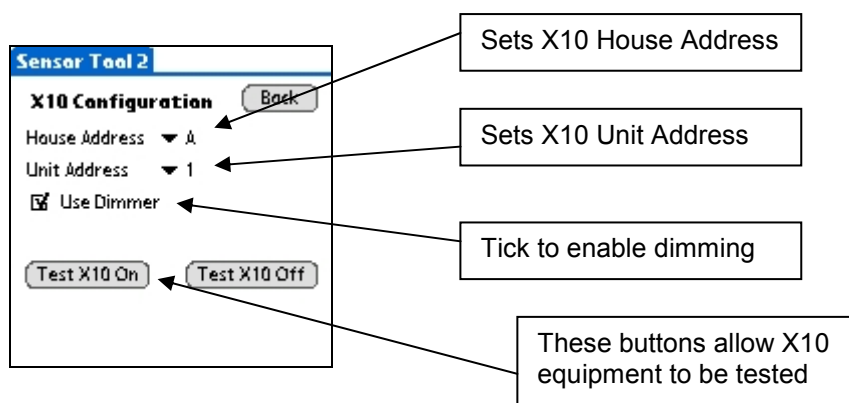 Sensor Tool 2
X10 Configuration
Back
House Address A
Unit Address 1
Use Dimmer
Test X10 On
Test X10 Off
Sets X10 House Address
Sets X10 Unit Address
Tick to enable dimming
These buttons allow X10
equipment to be tested